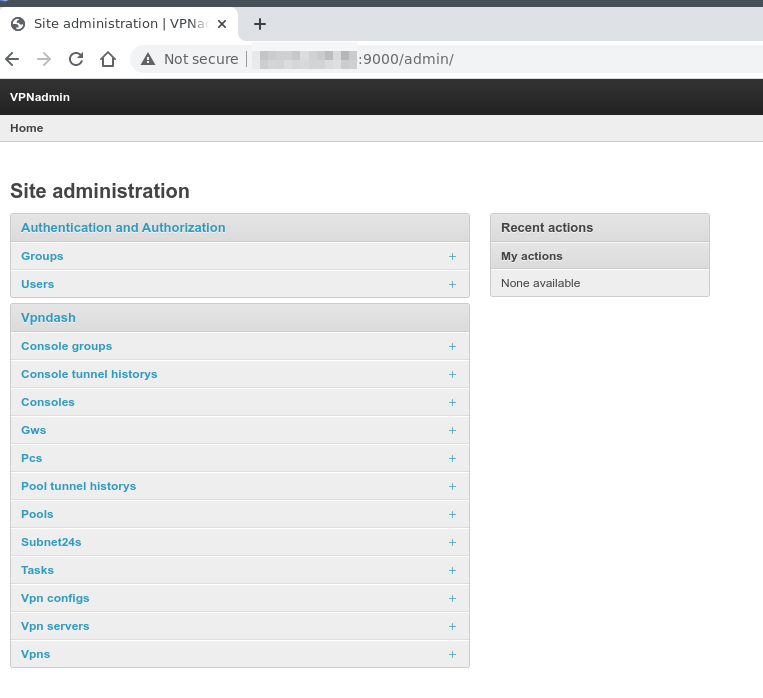 Site administration | VPNa
Not secure | :9000/admin/
VPNadmin
Home
Site administration
Authentication and Authorization
Groups +
Users +
Vpndash
Console groups +
Console tunnel historys +
Consoles +
Gws +
Pcs +
Pool tunnel historys +
Pools +
Subnet24s +
Tasks +
Vpn configs +
Vpn servers +
Vpns +
Recent actions
My actions
None available